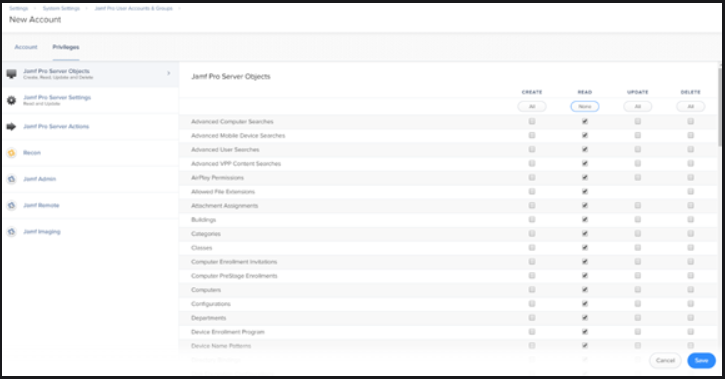 Settings › System Settings › Jamf Pro User Accounts & Groups ›
New Account
Account Privileges
Jamf Pro Server Objects
Create, Read, Update and Delete
Jamf Pro Server Settings
Read and Update
Jamf Pro Server Actions
Recon
Jamf Admin
Jamf Remote
Jamf Imaging
Jamf Pro Server Objects
CREATE READ UPDATE DELETE
All None All All
Advanced Computer Searches
Advanced Mobile Device Searches
Advanced User Searches
Advanced VPP Content Searches
AirPlay Permissions
Allowed File Extensions
Attachment Assignments
Buildings
Categories
Classes
Computer Enrollment Invitations
Computer PreStage Enrollments
Computers
Configurations
Departments
Device Enrollment Program
Device Name Patterns
Cancel Save